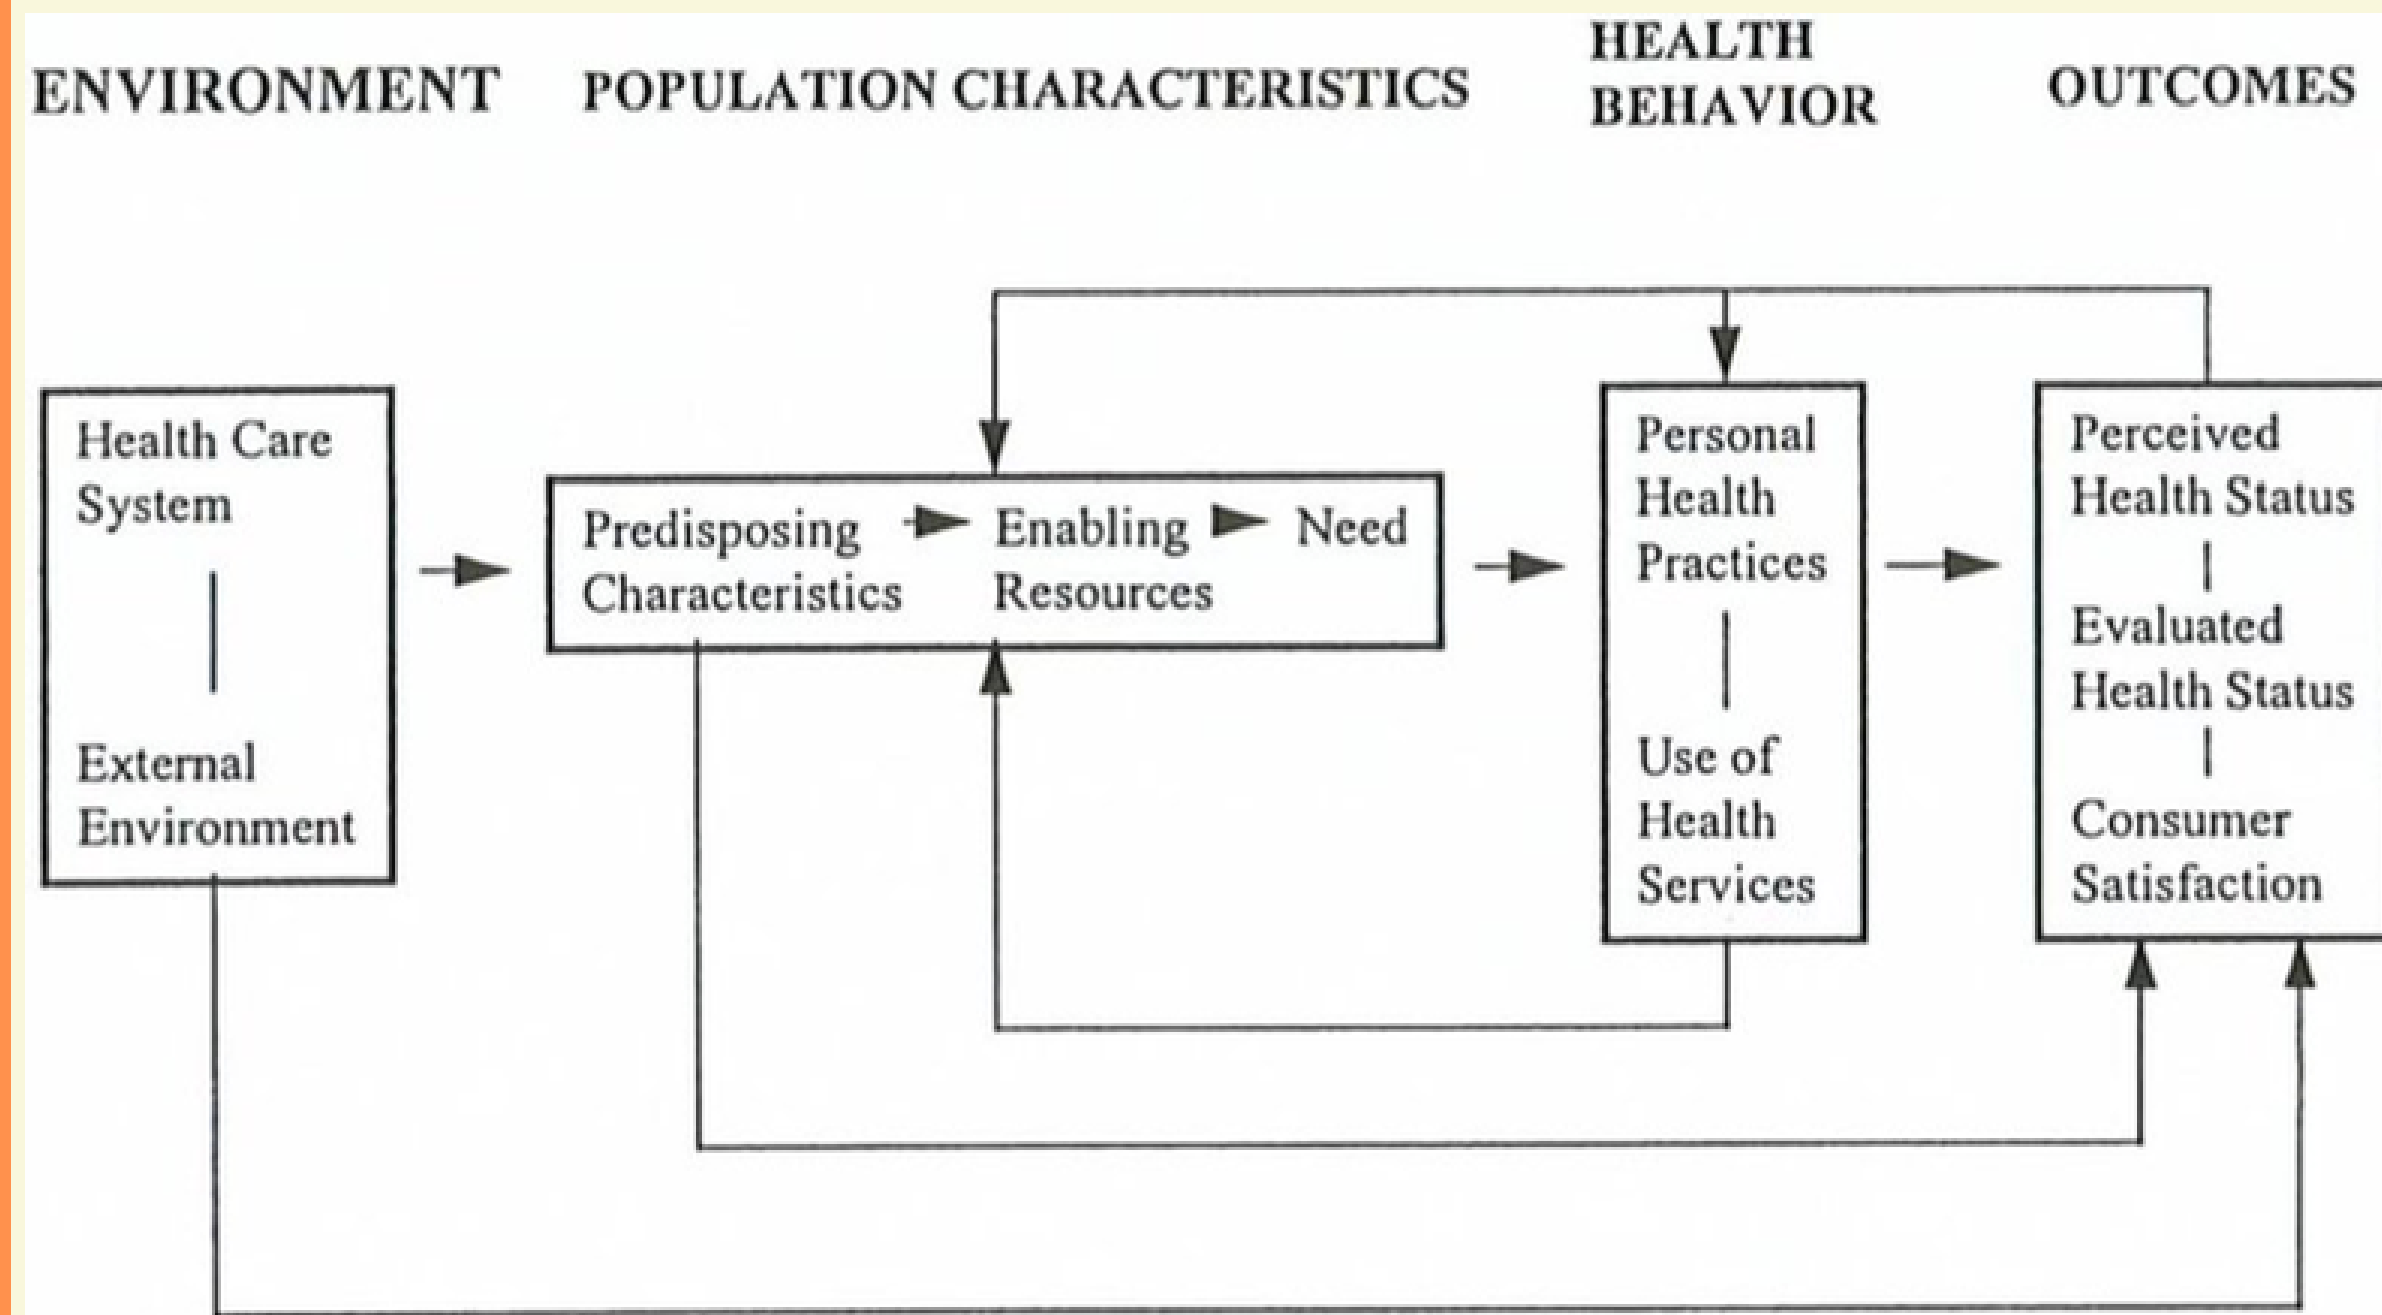 ENVIRONMENT
POPULATION CHARACTERISTICS
HEALTH
BEHAVIOR
OUTCOMES
Health Care
System
External
Environment
Predisposing
Characteristics
Enabling
Resources
Need
Personal
Health
Practices
Use of
Health
Services
Perceived
Health Status
Evaluated
Health Status
Consumer
Satisfaction